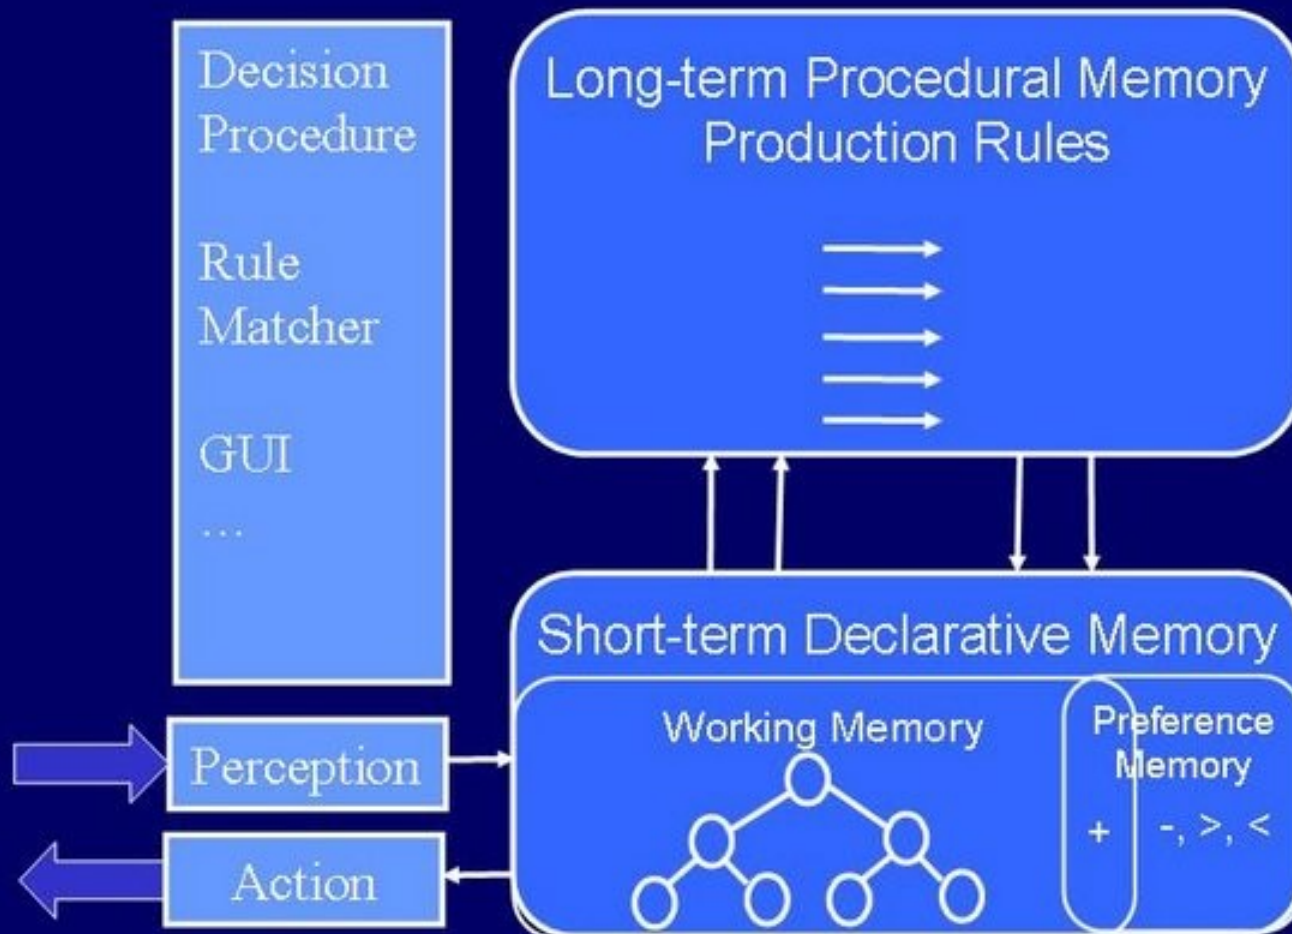 Decision
Procedure
Rule
Matcher
GUI
…
Long-term Procedural Memory
Production Rules
Short-term Declarative Memory
Working Memory
Preference
Memory
+
-, >, <
Perception
Action